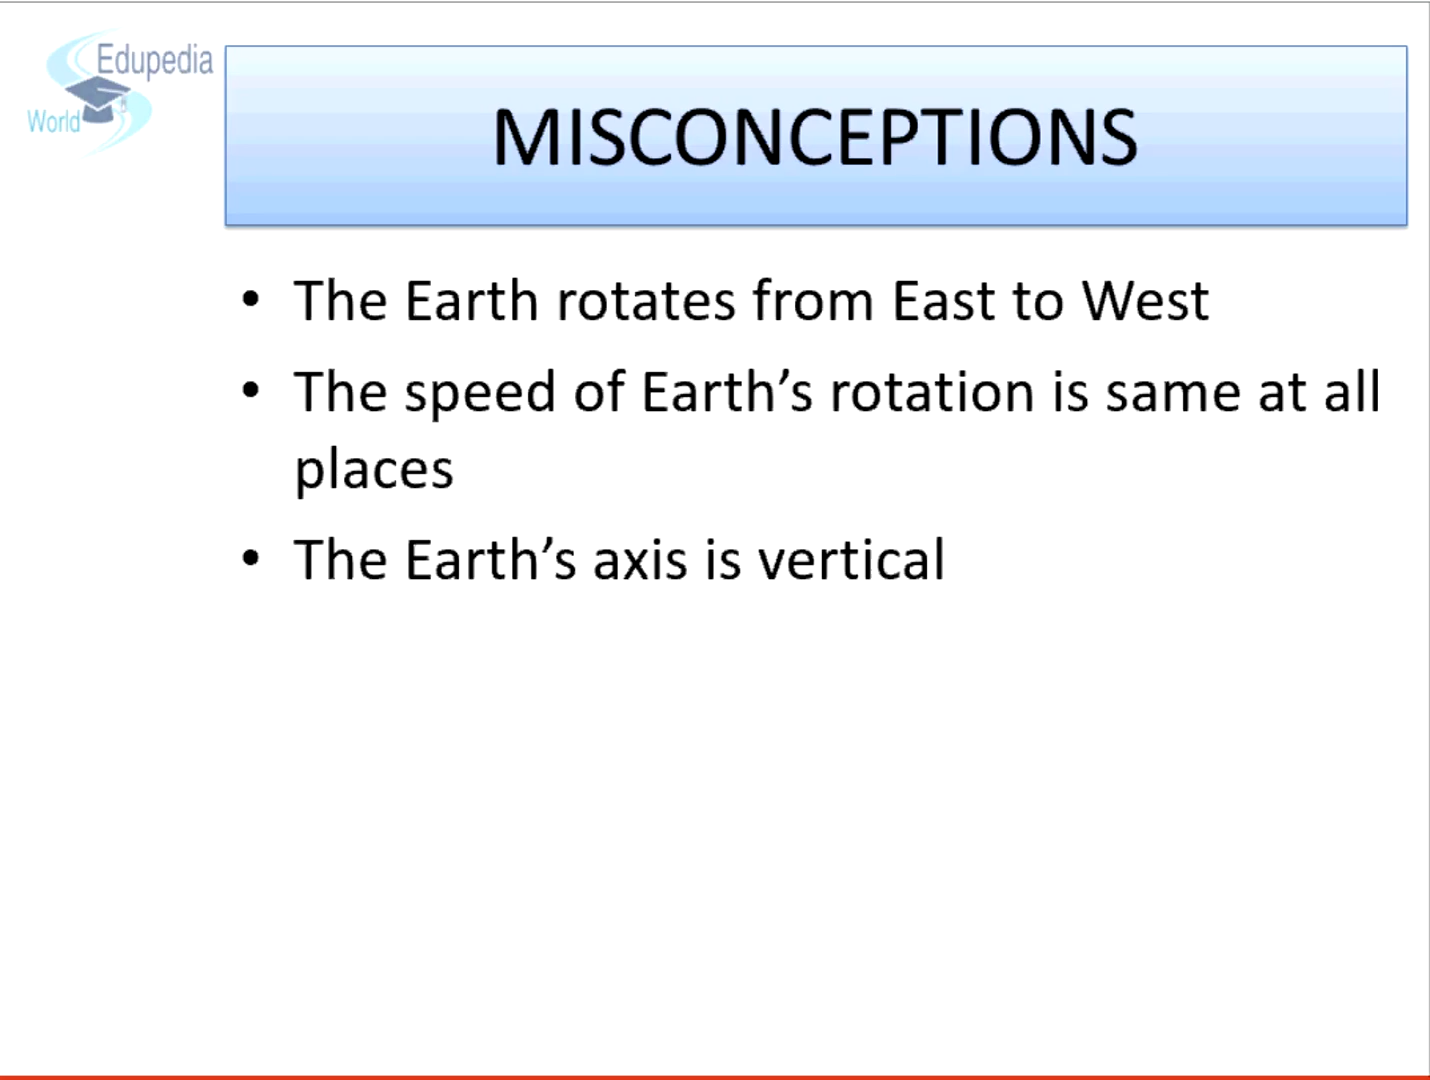 Edupedia
World
MISCONCEPTIONS
• The Earth rotates from East to West
• The speed of Earth’s rotation is same at all
places
• The Earth’s axis is vertical